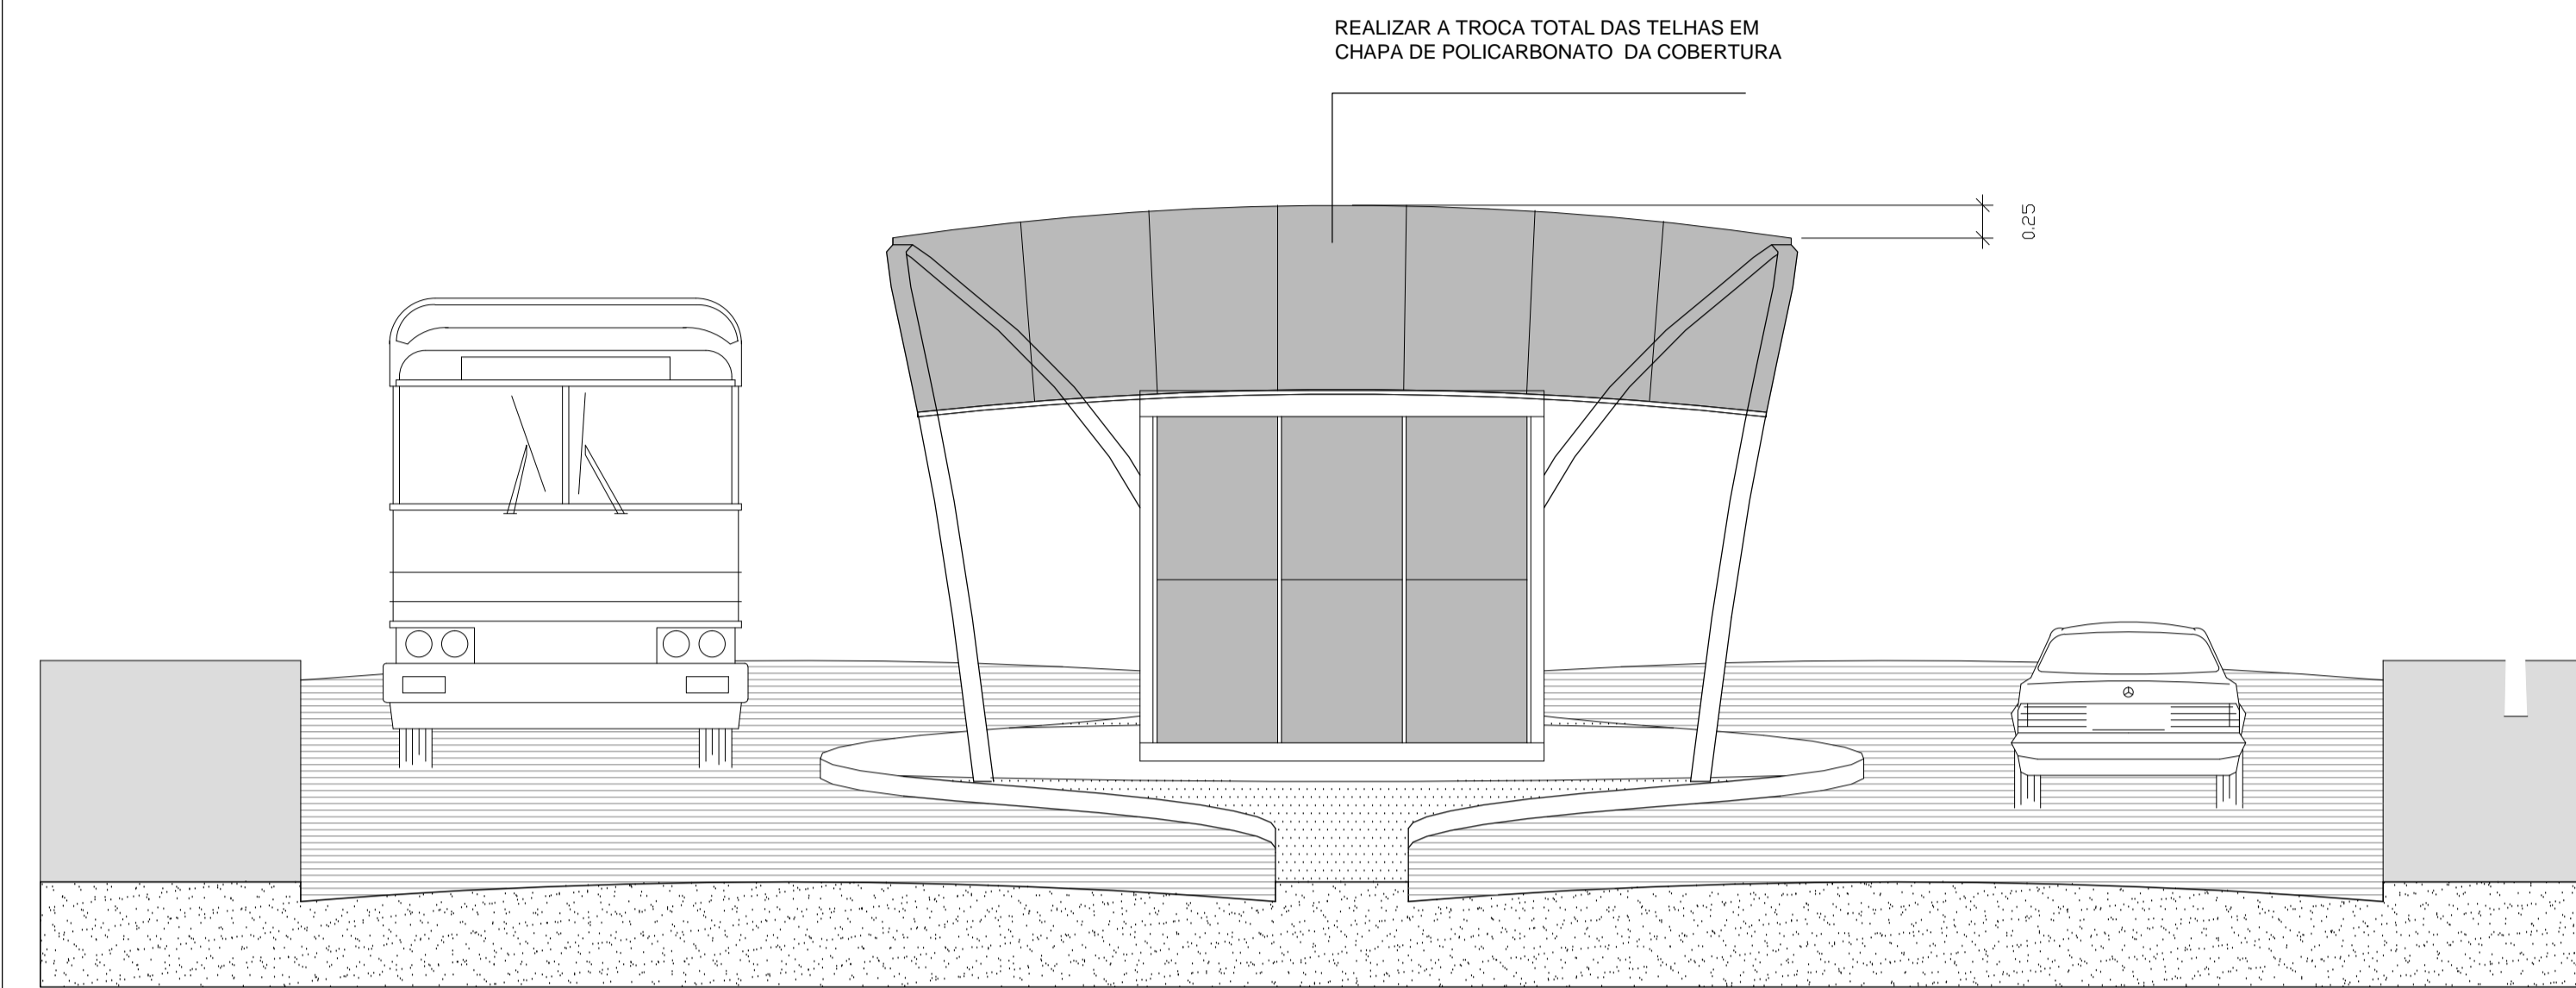 REALIZAR A TROCA TOTAL DAS TELHAS EM
CHAPA DE POLICARBONATO DA COBERTURA
0.25